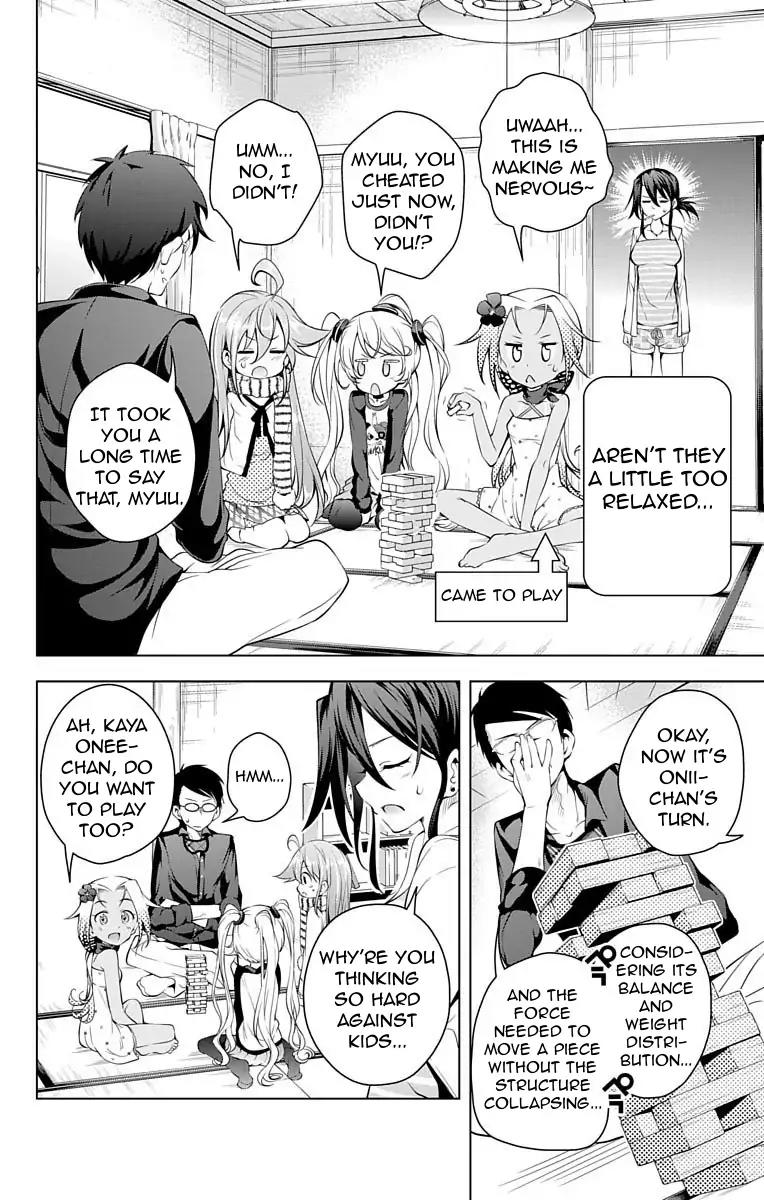 UWAAH...
THIS IS
MAKING ME
NERVOUS~
MYUU, YOU
CHEATED
JUST NOW,
DIDN'T
YOU!?
UMM...
NO, I
DIDN'T!
IT TOOK
YOU A
LONG TIME
TO SAY
THAT, MYUU.
AREN'T THEY
A LITTLE TOO
RELAXED...
CAME TO PLAY
OKAY,
NOW IT'S
ONII-
CHAN'S
TURN.
CONSID-
ERING ITS
BALANCE
AND
WEIGHT
DISTRI-
BUTION...
ペラ
AND THE
FORCE
NEEDED TO
MOVE A PIECE
WITHOUT THE
STRUCTURE
COLLAPSING...
ペラ
HMM...
AH, KAYA
ONEE-
CHAN, DO
YOU WANT
TO PLAY
TOO?
WHY'RE YOU
THINKING
SO HARD
AGAINST
KIDS...